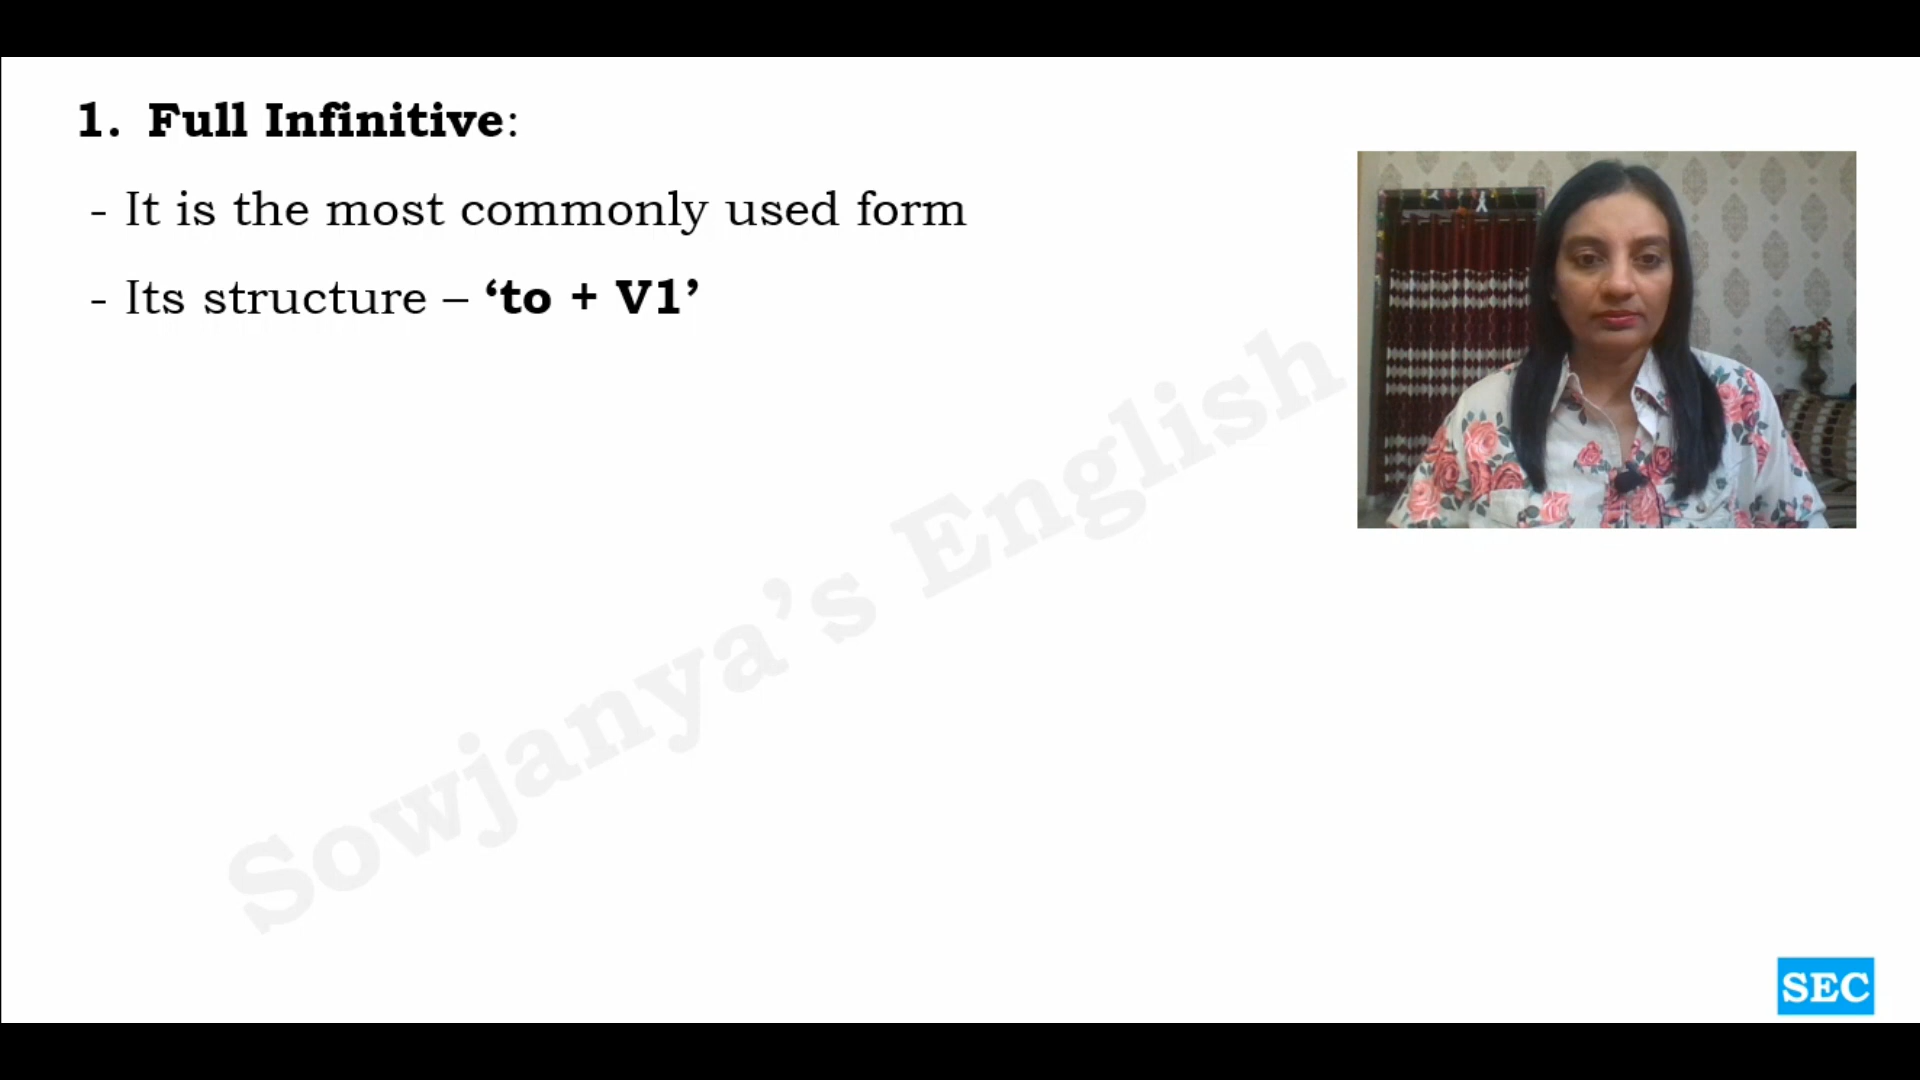 1. Full Infinitive:
- It is the most commonly used form
- Its structure – ‘to + V1’
Sowjanya’s English
SEC